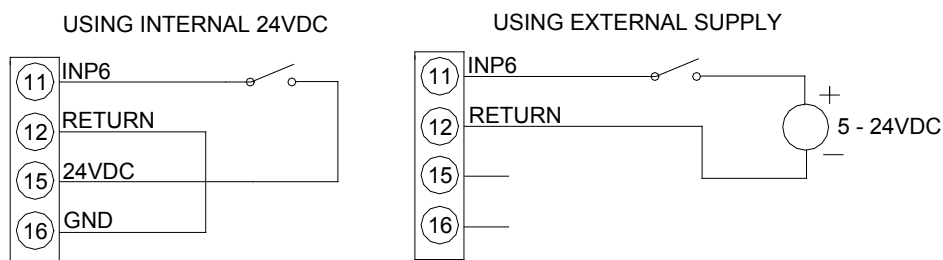 USING INTERNAL 24VDC
11 INP6
12 RETURN
15 24VDC
16 GND
USING EXTERNAL SUPPLY
11 INP6
12 RETURN
15
16
+
5 - 24VDC
—